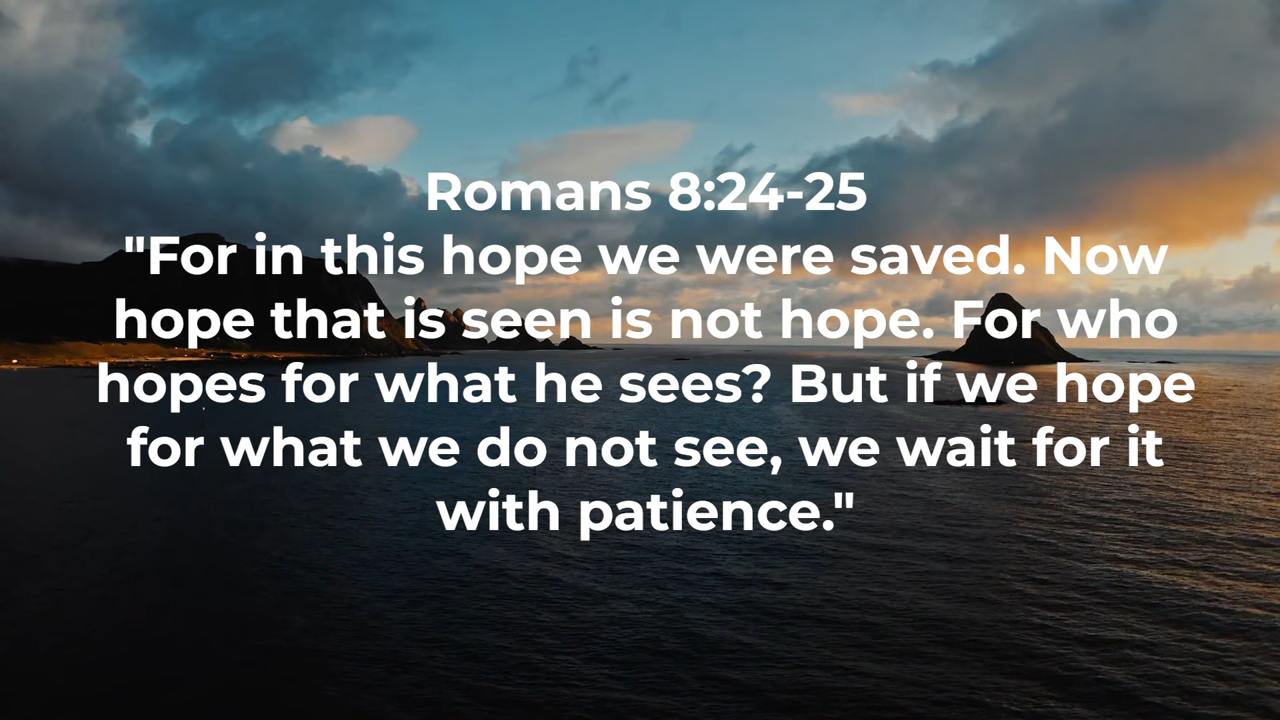 Romans 8:24-25
"For in this hope we were saved. Now
hope that is seen is not hope. For who
hopes for what he sees? But if we hope
for what we do not see, we wait for it
with patience."